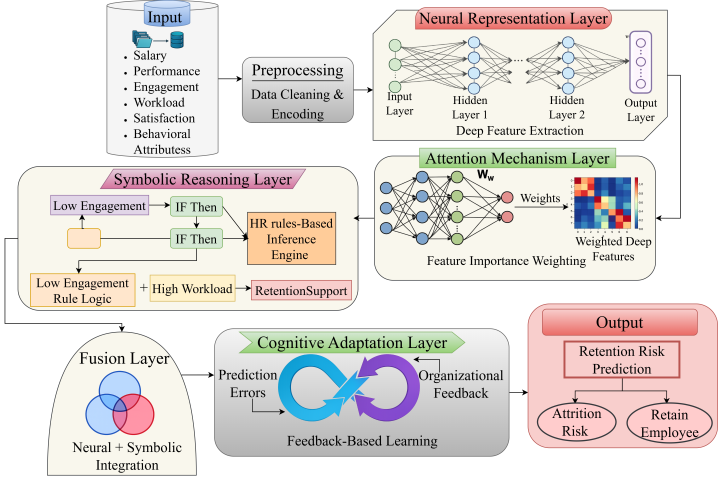 Input
Salary
Performance
Engagement
Workload
Satisfaction
Behavioral
Attributess
Preprocessing
Data Cleaning &
Encoding
Neural Representation Layer
Input
Layer
Hidden
Layer 1
Hidden
Layer 2
Output
Layer
Deep Feature Extraction
Attention Mechanism Layer
Ww
Weights
Weighted Deep
Features
Feature Importance Weighting
Symbolic Reasoning Layer
Low Engagement
IF Then
IF Then
HR rules-Based
Inference
Engine
Low Engagement
Rule Logic
+
High Workload
RetentionSupport
Fusion Layer
Neural + Symbolic
Integration
Cognitive Adaptation Layer
Prediction
Errors
Organizational
Feedback
Feedback-Based Learning
Output
Retention Risk
Prediction
Attrition
Risk
Retain
Employee